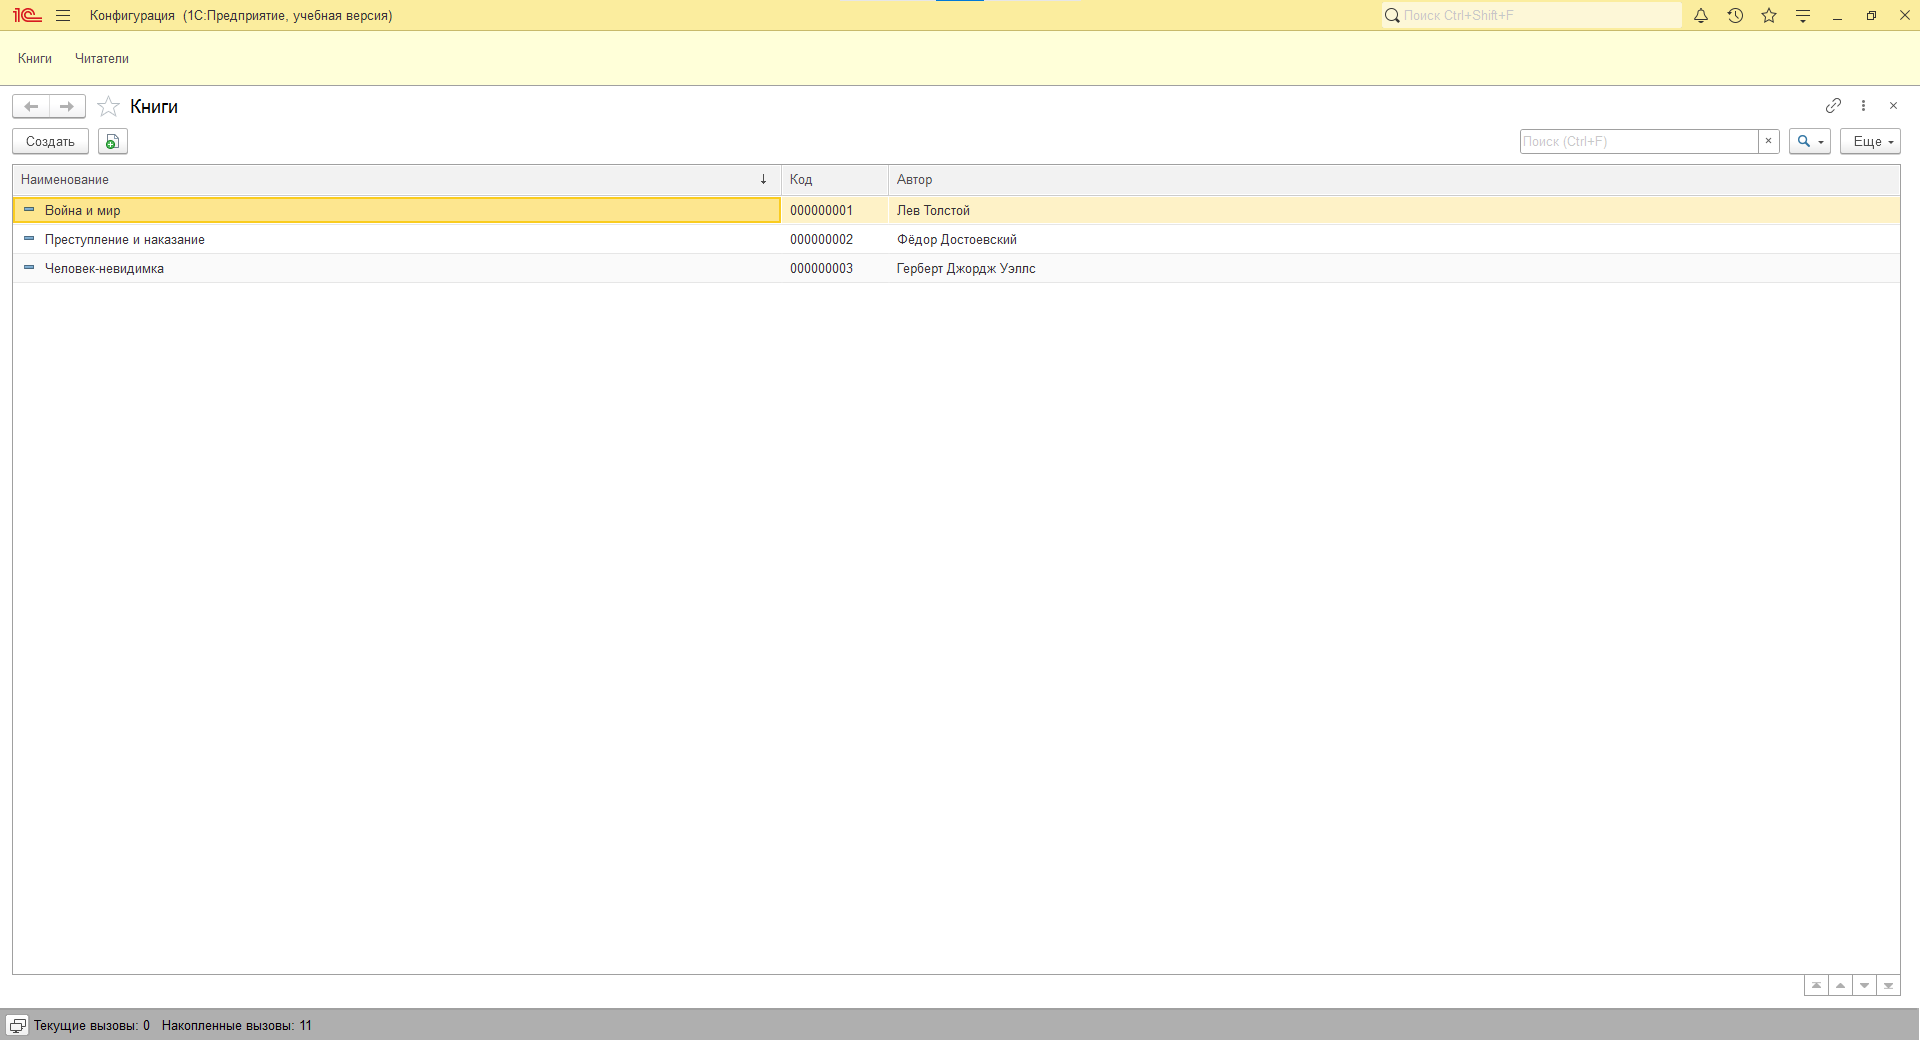 1С Конфигурация (1С:Предприятие, учебная версия) Поиск Ctrl+Shift+F
Книги Читатели
Книги
Создать Поиск (Ctrl+F) × Еще
Наименование ↓ Код Автор
Война и мир 000000001 Лев Толстой
Преступление и наказание 000000002 Фёдор Достоевский
Человек-невидимка 000000003 Герберт Джордж Уэллс
Текущие вызовы: 0 Накопленные вызовы: 11